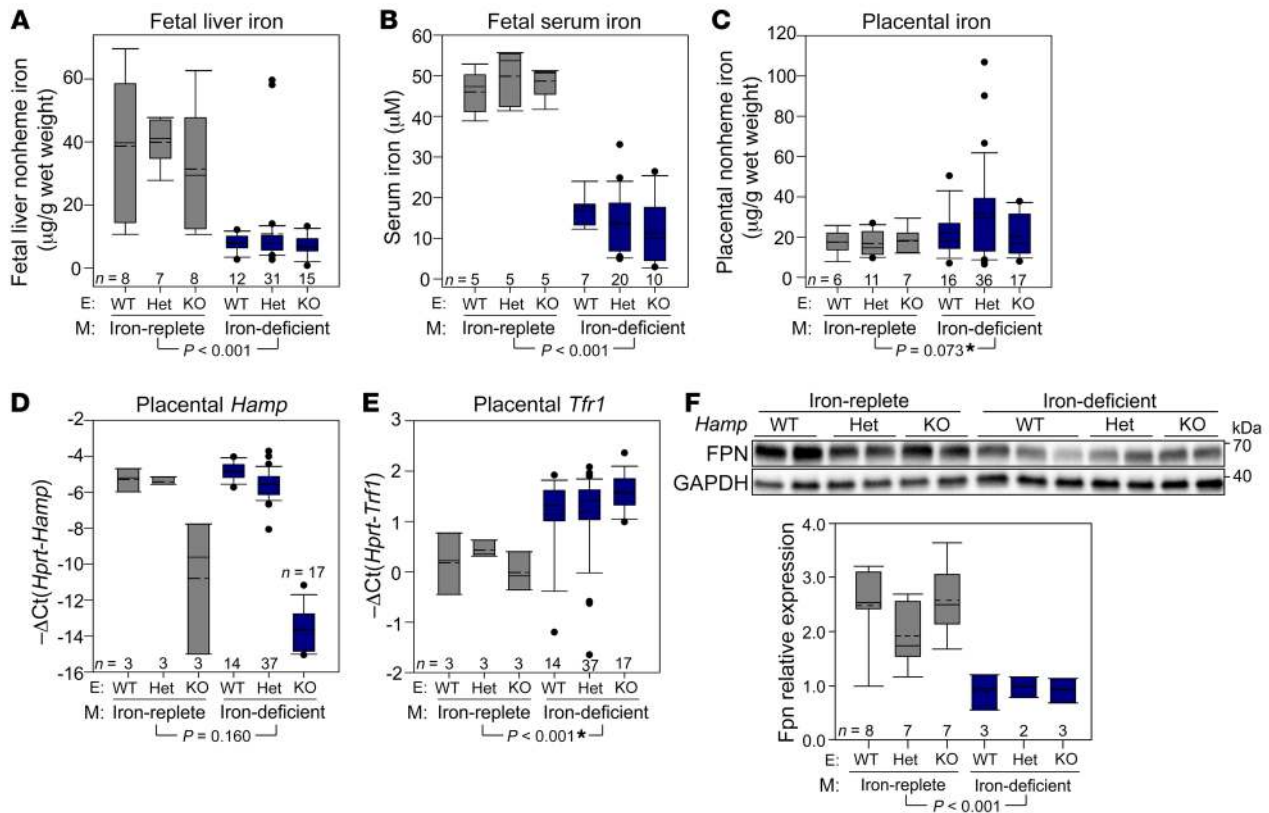 A Fetal liver iron
Fetal liver nonheme iron
(µg/g wet weight)
60
40
20
0
n = 8 7 8 12 31 15
E: WT Het KO WT Het KO
M: Iron-replete Iron-deficient
P < 0.001
B Fetal serum iron
Serum iron (µM)
60
50
40
30
20
10
0
n = 5 5 5 7 20 10
E: WT Het KO WT Het KO
M: Iron-replete Iron-deficient
P < 0.001
C Placental iron
Placental nonheme iron
(µg/g wet weight)
120
100
80
60
40
20
0
n = 6 11 7 16 36 17
E: WT Het KO WT Het KO
M: Iron-replete Iron-deficient
P = 0.073*
D Placental Hamp
−ΔCt(Hprt-Hamp)
-2
-4
-6
-8
-10
-12
-14
-16
n = 17
n = 3 3 3 14 37
E: WT Het KO WT Het KO
M: Iron-replete Iron-deficient
P = 0.160
E Placental Tfr1
−ΔCt(Hprt-Trf1)
3
2
1
0
-1
-2
n = 3 3 3 14 37 17
E: WT Het KO WT Het KO
M: Iron-replete Iron-deficient
P < 0.001*
F Iron-replete Iron-deficient
Hamp WT Het KO WT Het KO kDa
FPN 70
GAPDH 40
Fpn relative expression
4.0
3.0
2.0
1.0
0.0
n = 8 7 7 3 2 3
E: WT Het KO WT Het KO
M: Iron-replete Iron-deficient
P < 0.001